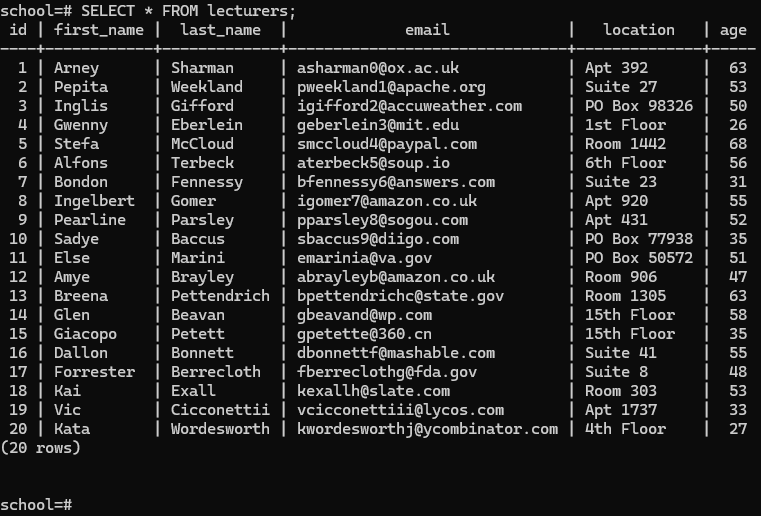 school=# SELECT * FROM lecturers;
 id | first_name | last_name  |            email            |   location   | age
----+------------+------------+-----------------------------+--------------+-----
  1 | Arney      | Sharman    | asharman0@ox.ac.uk          | Apt 392      |  63
  2 | Pepita     | Weekland   | pweekland1@apache.org       | Suite 27     |  53
  3 | Inglis     | Gifford    | igifford2@accuweather.com   | PO Box 98326 |  50
  4 | Gwenny     | Eberlein   | geberlein3@mit.edu          | 1st Floor    |  26
  5 | Stefa      | McCloud    | smccloud4@paypal.com        | Room 1442    |  68
  6 | Alfons     | Terbeck    | aterbeck5@soup.io           | 6th Floor    |  56
  7 | Bondon     | Fennessy   | bfennessy6@answers.com      | Suite 23     |  31
  8 | Ingelbert  | Gomer      | igomer7@amazon.co.uk        | Apt 920      |  55
  9 | Pearline   | Parsley    | pparsley8@sogou.com         | Apt 431      |  52
 10 | Sadye      | Baccus     | sbaccus9@diigo.com          | PO Box 77938 |  35
 11 | Else       | Marini     | emarinia@va.gov             | PO Box 50572 |  51
 12 | Amye       | Brayley    | abrayleyb@amazon.co.uk      | Room 906     |  47
 13 | Breena     | Pettendrich | bpettendrichc@state.gov     | Room 1305    |  63
 14 | Glen       | Beavan     | gbeavand@wp.com             | 15th Floor   |  58
 15 | Giacopo    | Petett     | gpetette@360.cn             | 15th Floor   |  35
 16 | Dallon     | Bonnett    | dbonnettf@mashable.com      | Suite 41     |  55
 17 | Forrester  | Berrecloth | fberreclothg@fda.gov        | Suite 8      |  48
 18 | Kai        | Exall      | kexallh@slate.com           | Room 303     |  53
 19 | Vic        | Cicconettii | vcicconettiii@lycos.com     | Apt 1737     |  33
 20 | Kata       | Wordesworth | kwordesworthj@ycombinator.com | 4th Floor    |  27
(20 rows)
school=#